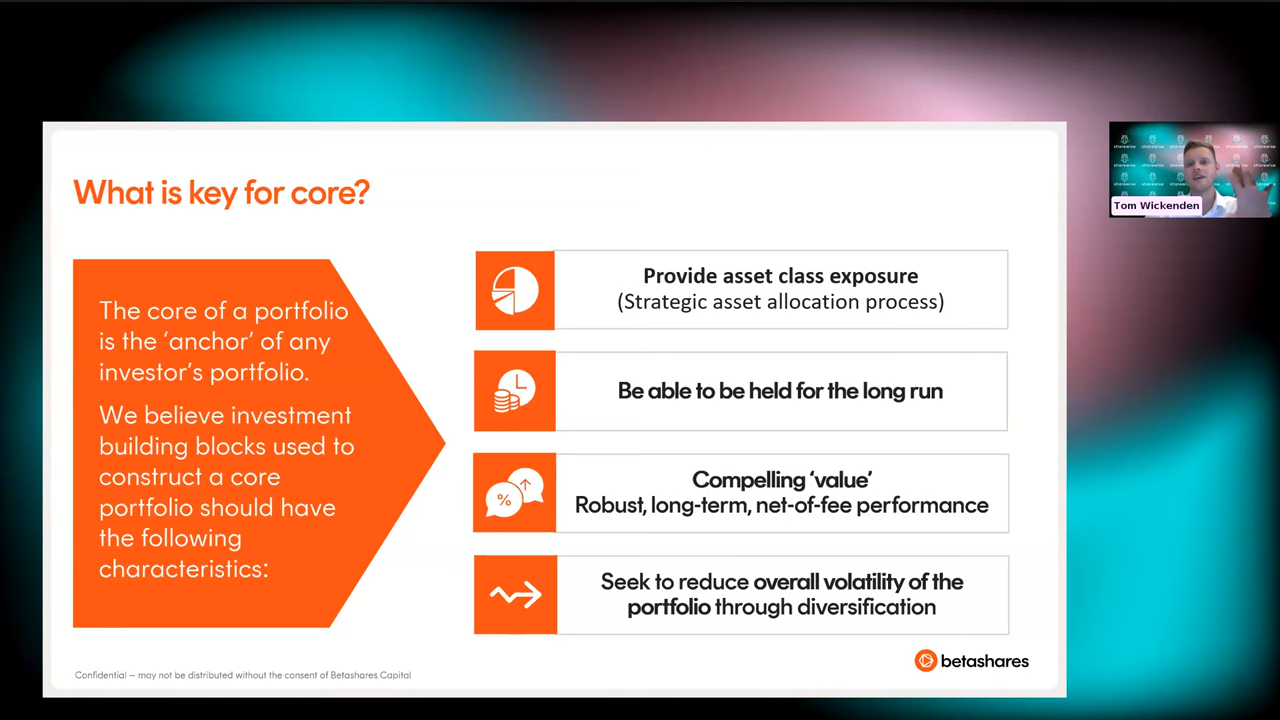 What is key for core?
The core of a portfolio
is the ‘anchor’ of any
investor’s portfolio.
We believe investment
building blocks used to
construct a core
portfolio should have
the following
characteristics:
Provide asset class exposure
(Strategic asset allocation process)
Be able to be held for the long run
%
Compelling ‘value’
Robust, long-term, net-of-fee performance
Seek to reduce overall volatility of the
portfolio through diversification
betashares
Confidential – may not be distributed without the consent of Betashares Capital
Tom Wickenden